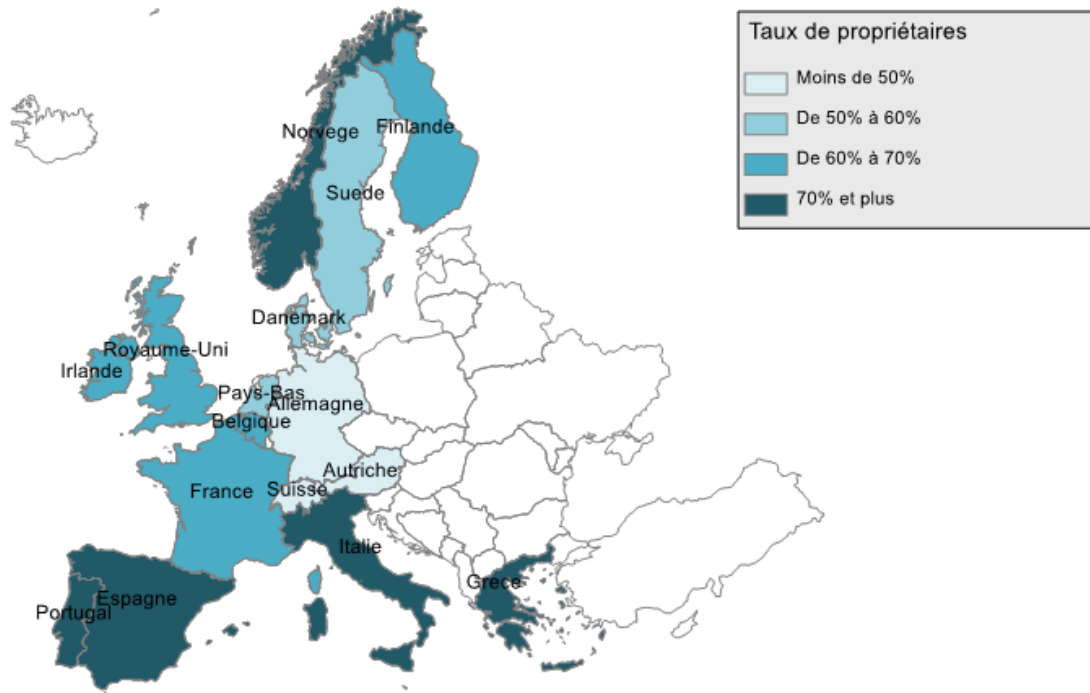 Taux de propriétaires
Moins de 50%
De 50% à 60%
De 60% à 70%
70% et plus
Norvege
Finlande
Suede
Danemark
Royaume-Uni
Irlande
Pays-Bas
Allemagne
Belgique
Autriche
Suisse
France
Italie
Grece
Espagne
Portugal